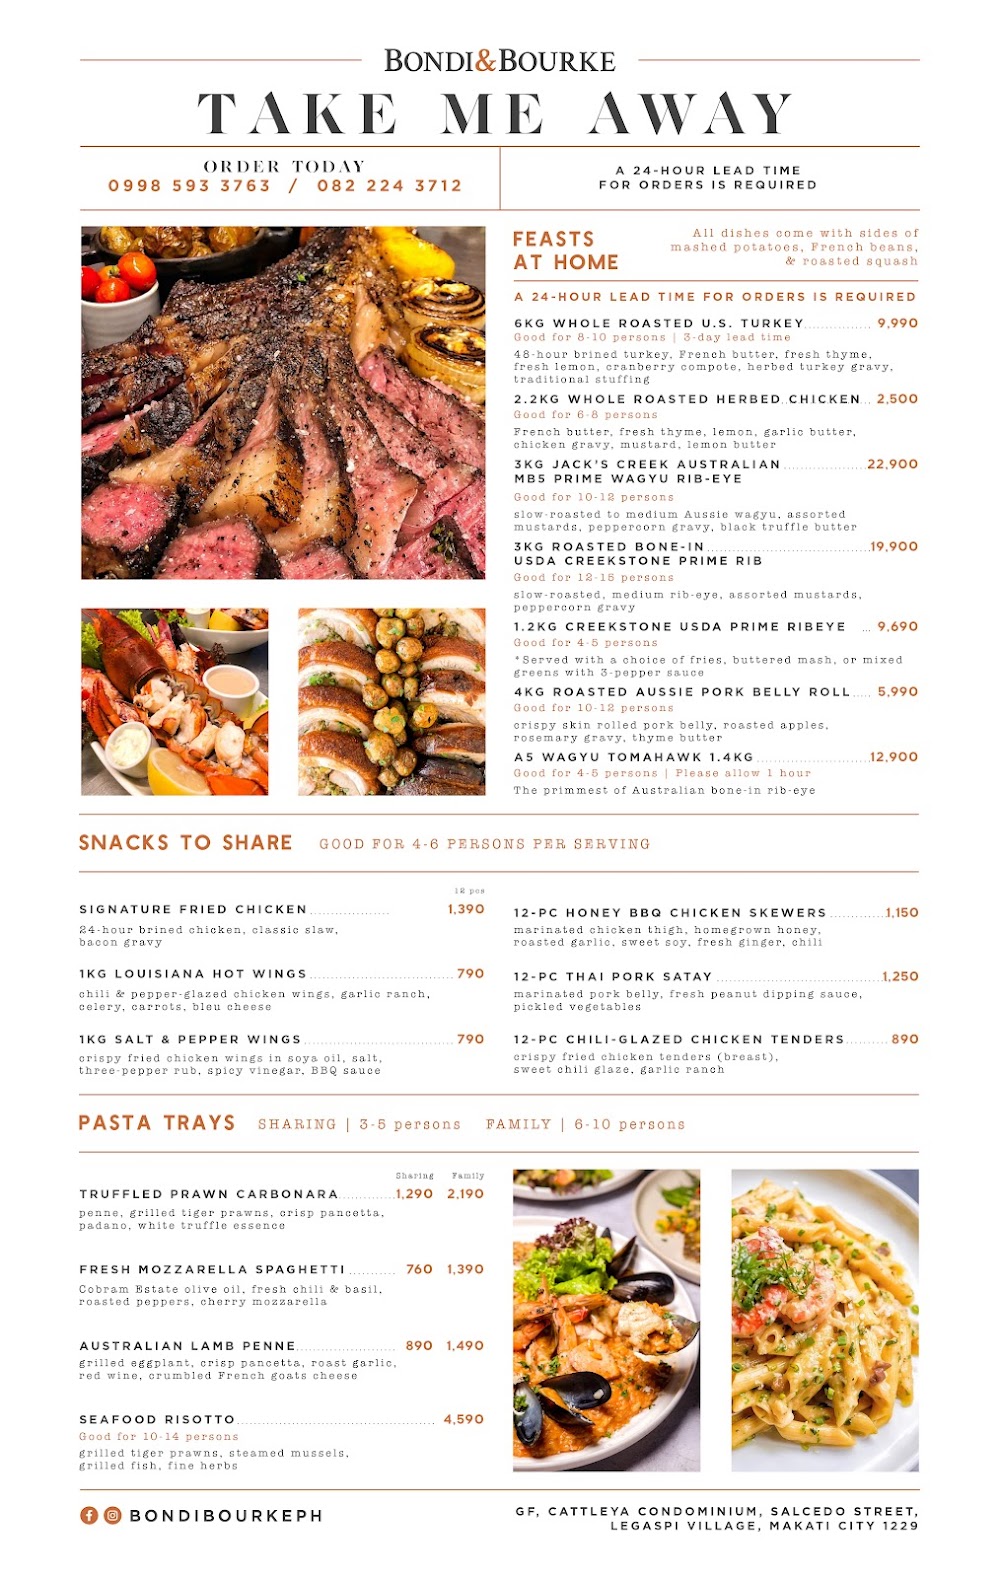 BONDI&BOURKE
TAKE ME AWAY
ORDER TODAY
0998 593 3763 / 082 224 3712
A 24-HOUR LEAD TIME
FOR ORDERS IS REQUIRED
FEASTS
AT HOME
All dishes come with sides of
mashed potatoes, French beans,
& roasted squash
A 24-HOUR LEAD TIME FOR ORDERS IS REQUIRED
6KG WHOLE ROASTED U.S. TURKEY 9,990
Good for 8-10 persons | 3-day lead time
48-hour brined turkey, French butter, fresh thyme,
fresh lemon, cranberry compote, herbed turkey gravy,
traditional stuffing
2.2KG WHOLE ROASTED HERBED CHICKEN 2,500
Good for 6-8 persons
French butter, fresh thyme, lemon, garlic butter,
chicken gravy, mustard, lemon butter
3KG JACK'S CREEK AUSTRALIAN 22,900
MB5 PRIME WAGYU RIB-EYE
Good for 10-12 persons
slow-roasted to medium Aussie wagyu, assorted
mustards, peppercorn gravy, black truffle butter
3KG ROASTED BONE-IN 19,900
USDA CREEKSTONE PRIME RIB
Good for 12-15 persons
slow-roasted, medium rib-eye, assorted mustards,
peppercorn gravy
1.2KG CREEKSTONE USDA PRIME RIBEYE ... 9,690
Good for 4-5 persons
*Served with a choice of fries, buttered mash, or mixed
greens with 3-pepper sauce
4KG ROASTED AUSSIE PORK BELLY ROLL 5,990
Good for 10-12 persons
crispy skin rolled pork belly, roasted apples,
rosemary gravy, thyme butter
A5 WAGYU TOMAHAWK 1.4KG 12,900
Good for 4-5 persons | Please allow 1 hour
The primmest of Australian bone-in rib-eye
SNACKS TO SHARE GOOD FOR 4-6 PERSONS PER SERVING
12 pcs
SIGNATURE FRIED CHICKEN 1,390
24-hour brined chicken, classic slaw,
bacon gravy
1KG LOUISIANA HOT WINGS 790
chili & pepper-glazed chicken wings, garlic ranch,
celery, carrots, bleu cheese
1KG SALT & PEPPER WINGS 790
crispy fried chicken wings in soya oil, salt,
three-pepper rub, spicy vinegar, BBQ sauce
12-PC HONEY BBQ CHICKEN SKEWERS 1,150
marinated chicken thigh, homegrown honey,
roasted garlic, sweet soy, fresh ginger, chili
12-PC THAI PORK SATAY 1,250
marinated pork belly, fresh peanut dipping sauce,
pickled vegetables
12-PC CHILI-GLAZED CHICKEN TENDERS 890
crispy fried chicken tenders (breast),
sweet chili glaze, garlic ranch
PASTA TRAYS SHARING | 3-5 persons FAMILY | 6-10 persons
Sharing Family
TRUFFLED PRAWN CARBONARA 1,290 2,190
penne, grilled tiger prawns, crisp pancetta,
padano, white truffle essence
FRESH MOZZARELLA SPAGHETTI 760 1,390
Cobram Estate olive oil, fresh chili & basil,
roasted peppers, cherry mozzarella
AUSTRALIAN LAMB PENNE 890 1,490
grilled eggplant, crisp pancetta, roast garlic,
red wine, crumbled French goats cheese
SEAFOOD RISOTTO 4,590
Good for 10-14 persons
grilled tiger prawns, steamed mussels,
grilled fish, fine herbs
BONDIBOURKEPH
GF, CATTLEYA CONDOMINIUM, SALCEDO STREET,
LEGASPI VILLAGE, MAKATI CITY 1229